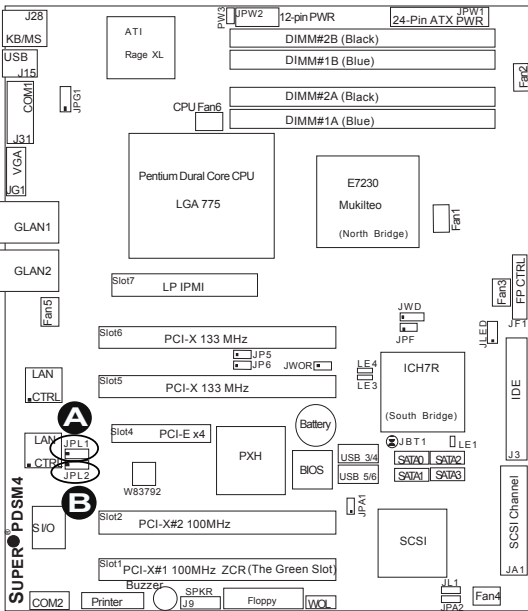 J28
KB/MS
USB
J15
COM1
J31
VGA
JG1
GLAN1
GLAN2
Fan5
JPG1
ATI
Rage XL
PW3
JPW2
12-pin PWR
JPW1
24-Pin ATX PWR
DIMM#2B (Black)
DIMM#1B (Blue)
DIMM#2A (Black)
DIMM#1A (Blue)
Fan2
CPU Fan6
Pentium Dural Core CPU
LGA 775
E7230
Mukilteo
(North Bridge)
Fan1
Slot7
LP IPMI
Fan3
FP CTRL
JF1
JLED
JWD
JPF
Slot6
PCI-X 133 MHz
JP5
JP6
JWOR
LE4
LE3
ICH7R
(South Bridge)
IDE
J3
LAN
CTRL
Slot5
PCI-X 133 MHz
A
LAN
CTRL
JPL1
JPL2
B
Slot4
PCI-E x4
W83792
PXH
Battery
BIOS
USB 3/4
USB 5/6
JBT1
LE1
SATA0
SATA2
SATA1
SATA3
JPA1
S I/O
Slot2
PCI-X#2 100MHz
SCSI
SCSI Channel
JA1
Slot1
PCI-X#1 100MHz ZCR (The Green Slot)
SUPER® PDSM4
COM2
Printer
Buzzer
SPKR
J9
Floppy
WOL
JL1
JPA2
Fan4